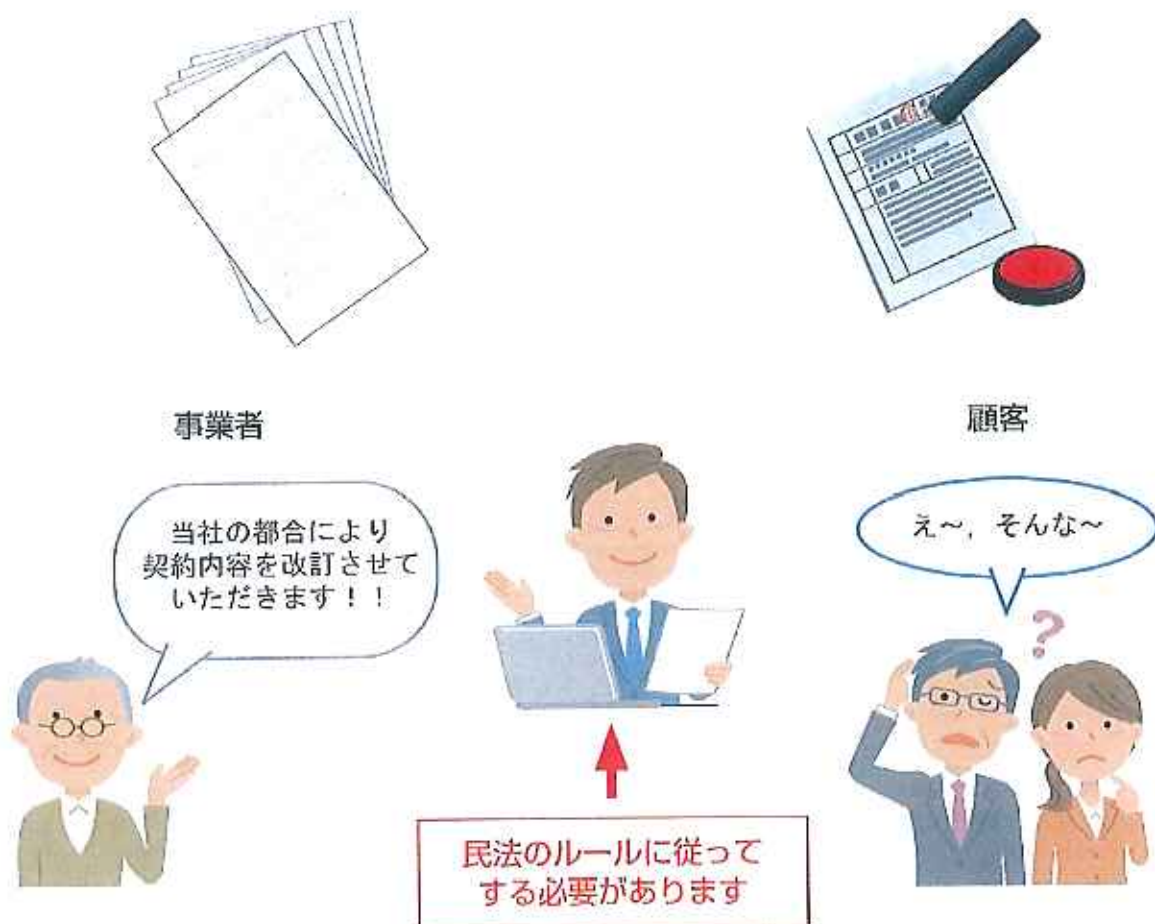 事業者
顧客
当社の都合により
契約内容を改訂させて
いただきます！！
え〜，そんな〜
?
民法のルールに従って
する必要があります